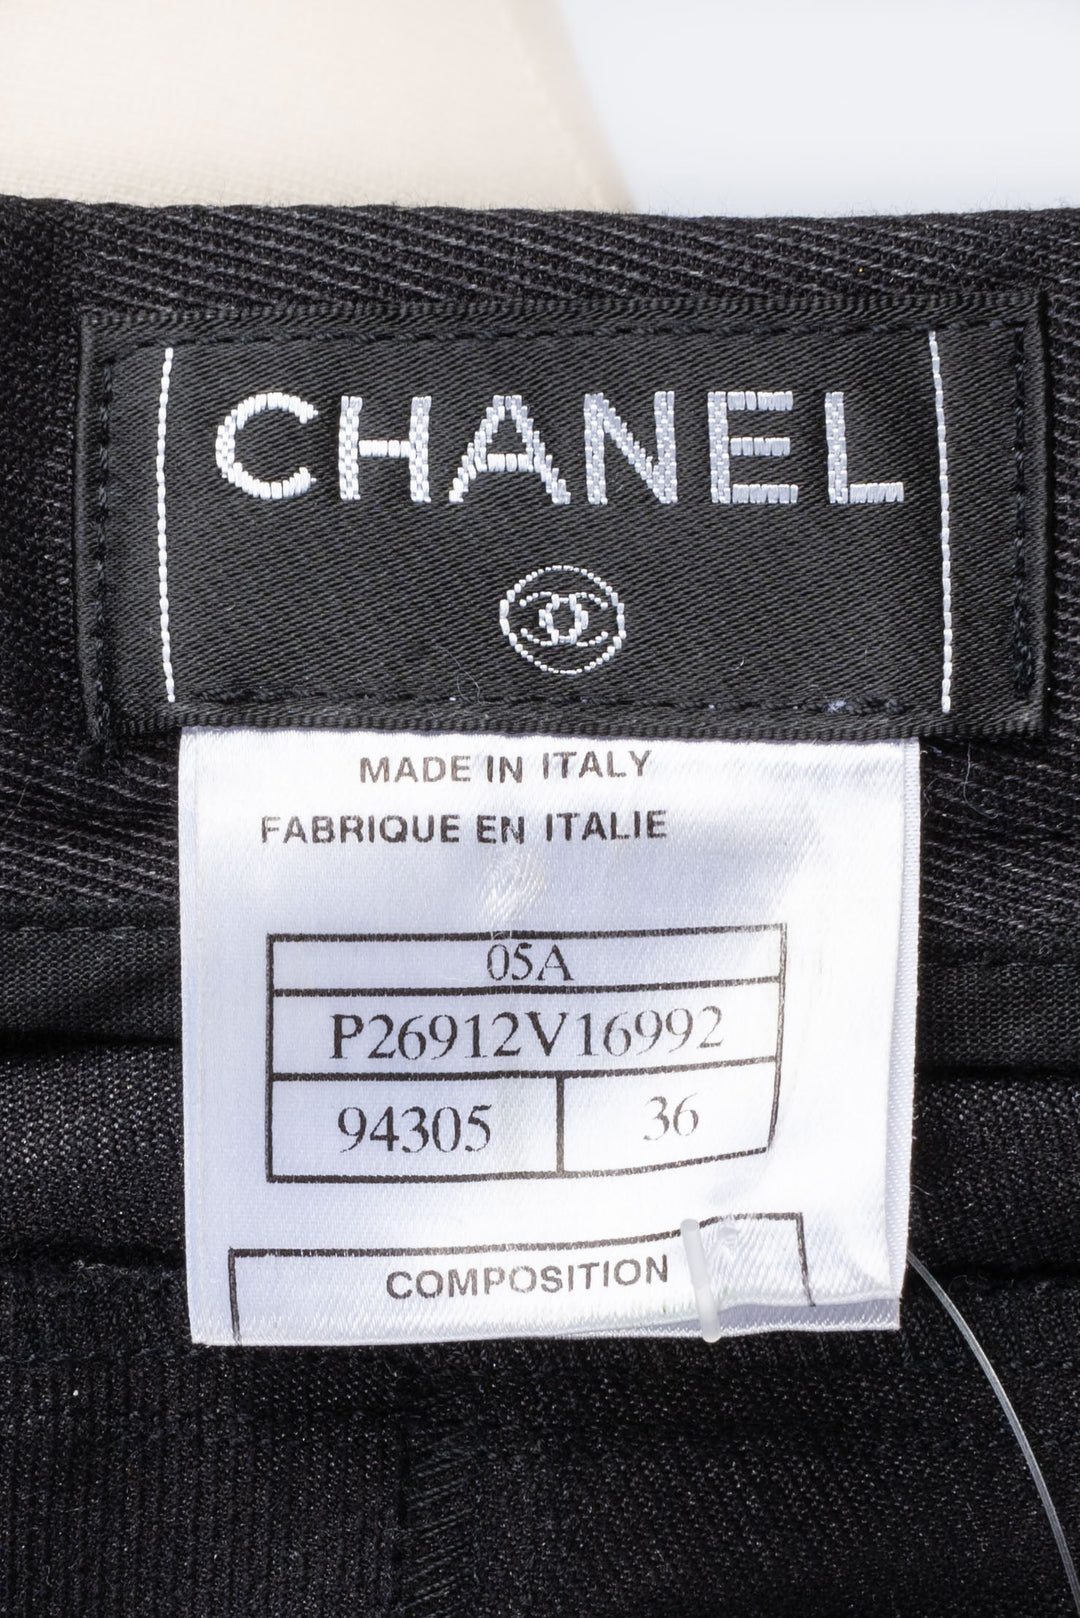 CHANEL
MADE IN ITALY
FABRIQUE EN ITALIE
05A
P26912V16992
94305 36
COMPOSITION